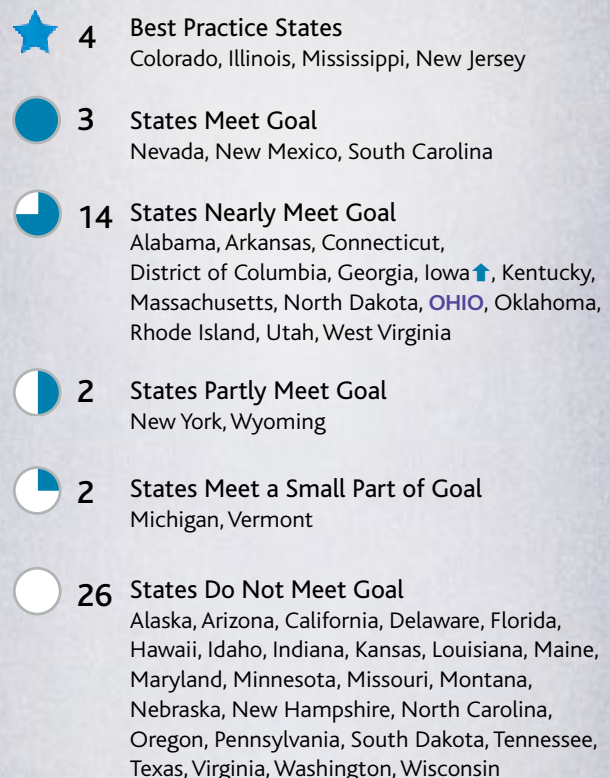 4 Best Practice States
Colorado, Illinois, Mississippi, New Jersey
3 States Meet Goal
Nevada, New Mexico, South Carolina
14 States Nearly Meet Goal
Alabama, Arkansas, Connecticut,
District of Columbia, Georgia, Iowa⬆, Kentucky,
Massachusetts, North Dakota, OHIO, Oklahoma,
Rhode Island, Utah, West Virginia
2 States Partly Meet Goal
New York, Wyoming
2 States Meet a Small Part of Goal
Michigan, Vermont
26 States Do Not Meet Goal
Alaska, Arizona, California, Delaware, Florida,
Hawaii, Idaho, Indiana, Kansas, Louisiana, Maine,
Maryland, Minnesota, Missouri, Montana,
Nebraska, New Hampshire, North Carolina,
Oregon, Pennsylvania, South Dakota, Tennessee,
Texas, Virginia, Washington, Wisconsin